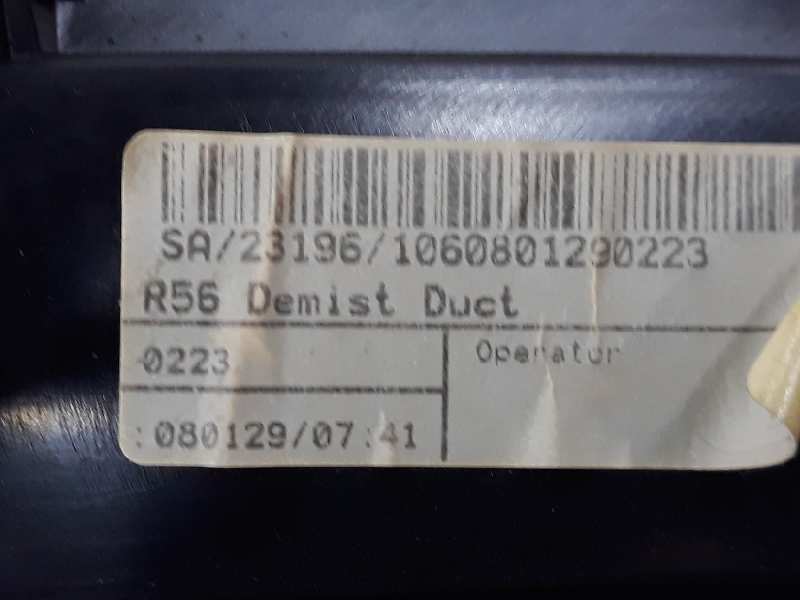 SA/23196/1060801290223
R56 Demist Duct
0223
Operator
:080129/07:41